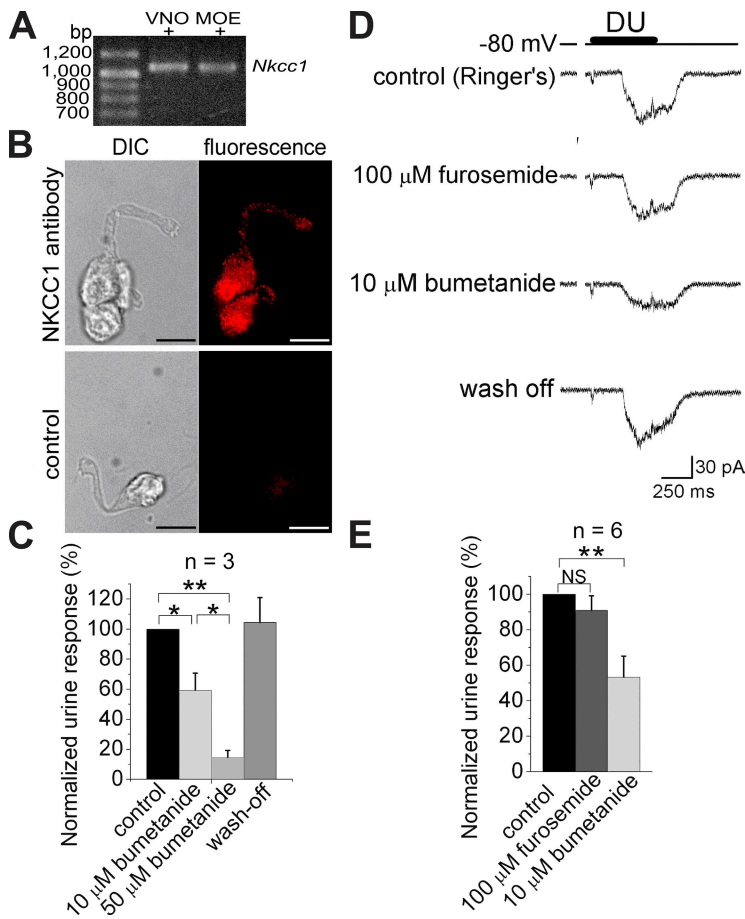 A
VNO MOE
bp + +
1,200
1,000
900
800
700
Nkcc1
B
DIC fluorescence
NKCC1 antibody
control
C
n = 3
Normalized urine response (%)
** 
* *
120
100
80
60
40
20
0
control
10 µM bumetanide
50 µM bumetanide
wash-off
D
DU
-80 mV
control (Ringer's)
100 µM furosemide
10 µM bumetanide
wash off
30 pA
250 ms
E
n = 6
Normalized urine response (%)
**
NS
100
80
60
40
20
0
control
100 µM furosemide
10 µM bumetanide